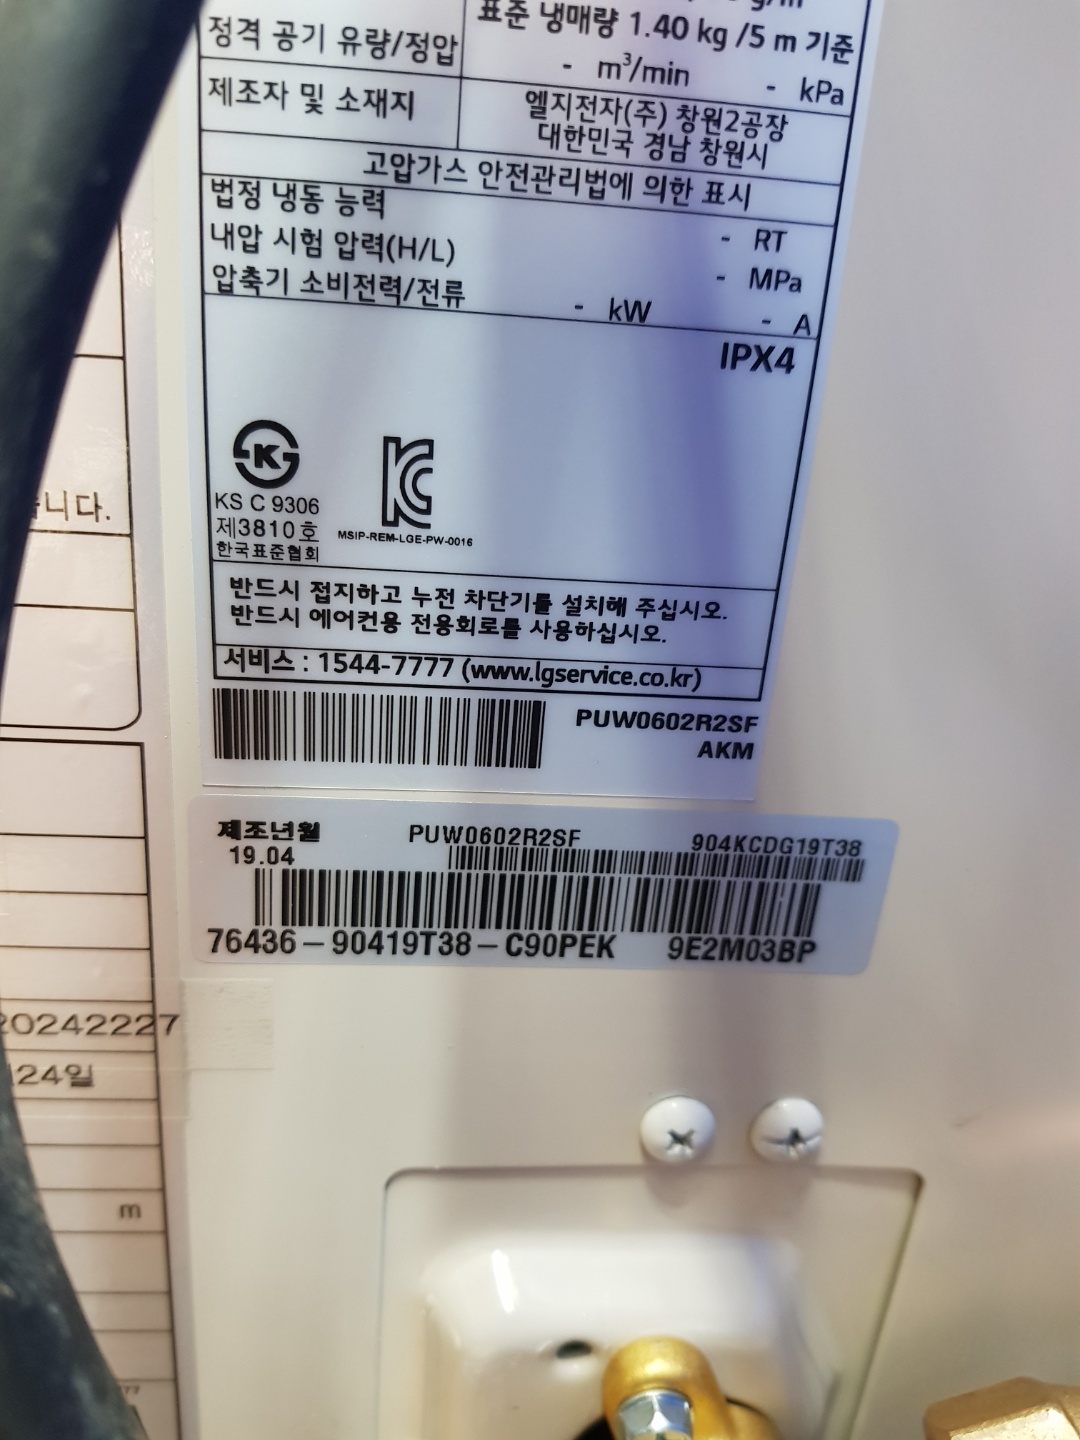 g/m
표준 냉매량 1.40 kg /5 m 기준
정격 공기 유량/정압 - m³/min - kPa
제조자 및 소재지 엘지전자(주) 창원2공장
대한민국 경남 창원시
고압가스 안전관리법에 의한 표시
법정 냉동 능력 - RT
내압 시험 압력(H/L) - MPa
압축기 소비전력/전류 - kW - A
IPX4
KS C 9306
제3810호
한국표준협회
MSIP-REM-LGE-PW-0016
반드시 접지하고 누전 차단기를 설치해 주십시오.
반드시 에어컨용 전용회로를 사용하십시오.
서비스 : 1544-7777 (www.lgservice.co.kr)
PUW0602R2SF
AKM
제조년월 PUW0602R2SF 904KCDG19T38
19.04
76436-90419T38-C90PEK 9E2M03BP
니다.
20242227
24일
m